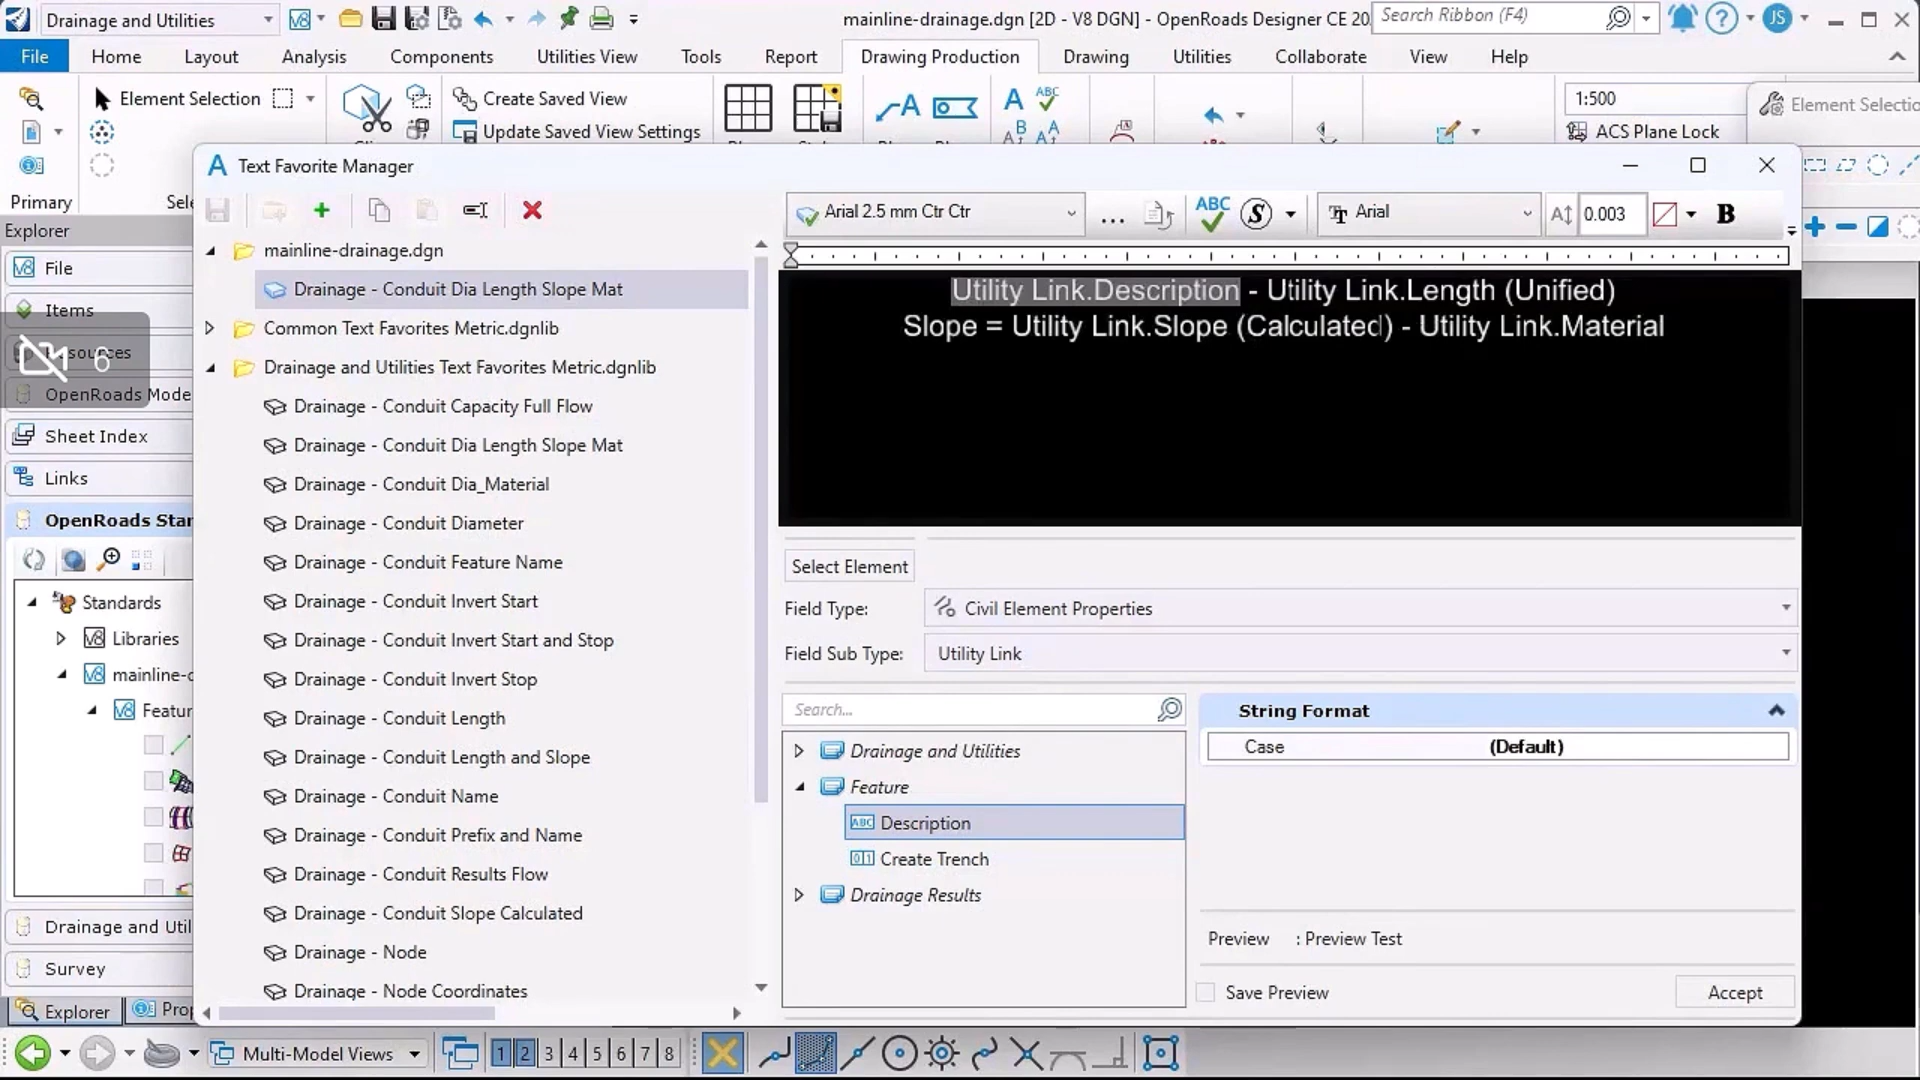 Drainage and Utilities
mainline-drainage.dgn [2D - V8 DGN] - OpenRoads Designer CE 20
Search Ribbon (F4)
JS
File
Home
Layout
Analysis
Components
Utilities View
Tools
Report
Drawing Production
Drawing
Utilities
Collaborate
View
Help
Element Selection
Create Saved View
Update Saved View Settings
1:500
ACS Plane Lock
Element Selectio
Primary
Explorer
File
Items
6
OpenRoads Mode
Sheet Index
Links
OpenRoads Star
Standards
Libraries
mainline-d
Featur
Drainage and Util
Survey
Explorer
Prop
Text Favorite Manager
mainline-drainage.dgn
Drainage - Conduit Dia Length Slope Mat
Common Text Favorites Metric.dgnlib
Drainage and Utilities Text Favorites Metric.dgnlib
Drainage - Conduit Capacity Full Flow
Drainage - Conduit Dia Length Slope Mat
Drainage - Conduit Dia_Material
Drainage - Conduit Diameter
Drainage - Conduit Feature Name
Drainage - Conduit Invert Start
Drainage - Conduit Invert Start and Stop
Drainage - Conduit Invert Stop
Drainage - Conduit Length
Drainage - Conduit Length and Slope
Drainage - Conduit Name
Drainage - Conduit Prefix and Name
Drainage - Conduit Results Flow
Drainage - Conduit Slope Calculated
Drainage - Node
Drainage - Node Coordinates
Arial 2.5 mm Ctr Ctr
...
ABC
Arial
0.003
B
Utility Link.Description - Utility Link.Length (Unified)
Slope = Utility Link.Slope (Calculated) - Utility Link.Material
Select Element
Field Type:
Civil Element Properties
Field Sub Type:
Utility Link
Search...
Drainage and Utilities
Feature
Description
Create Trench
Drainage Results
String Format
Case
(Default)
Preview : Preview Test
Save Preview
Accept
Multi-Model Views
1 2 3 4 5 6 7 8